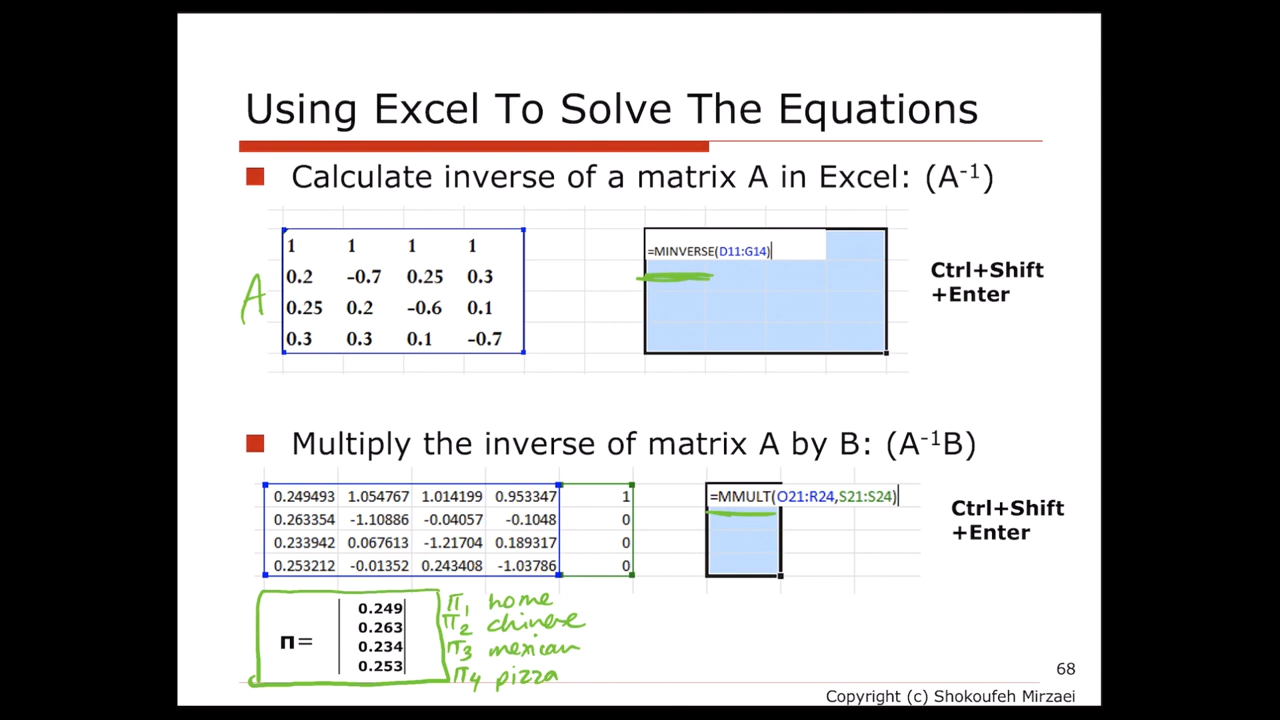 Using Excel To Solve The Equations
Calculate inverse of a matrix A in Excel: (A-1)
A
1 1 1 1
0.2 -0.7 0.25 0.3
0.25 0.2 -0.6 0.1
0.3 0.3 0.1 -0.7
=MINVERSE(D11:G14)
Ctrl+Shift
+Enter
Multiply the inverse of matrix A by B: (A-1B)
0.249493 1.054767 1.014199 0.953347 1
0.263354 -1.10886 -0.04057 -0.1048 0
0.233942 0.067613 -1.21704 0.189317 0
0.253212 -0.01352 0.243408 -1.03786 0
=MMULT(O21:R24,S21:S24)
Ctrl+Shift
+Enter
π=
0.249
0.263
0.234
0.253
π1 home
π2 chinese
π3 mexican
π4 pizza
68
Copyright (c) Shokoufeh Mirzaei